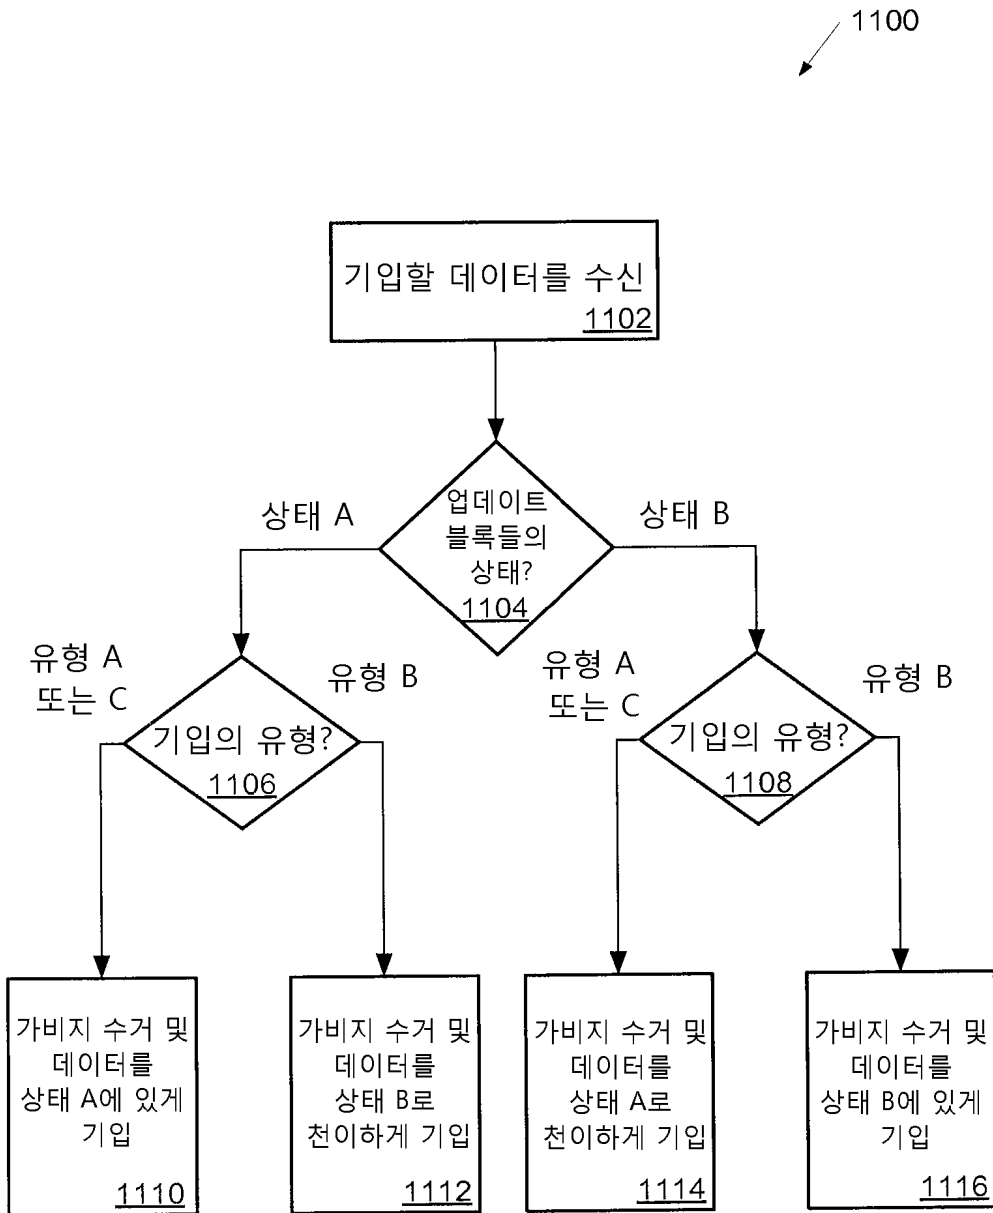 1100
기입할 데이터를 수신
1102
업데이트
블록들의
상태?
1104
상태 A
상태 B
유형 A
또는 C
유형 B
기입의 유형?
1106
유형 A
또는 C
유형 B
기입의 유형?
1108
가비지 수거 및
데이터를
상태 A에 있게
기입
1110
가비지 수거 및
데이터를
상태 B로
천이하게 기입
1112
가비지 수거 및
데이터를
상태 A로
천이하게 기입
1114
가비지 수거 및
데이터를
상태 B에 있게
기입
1116